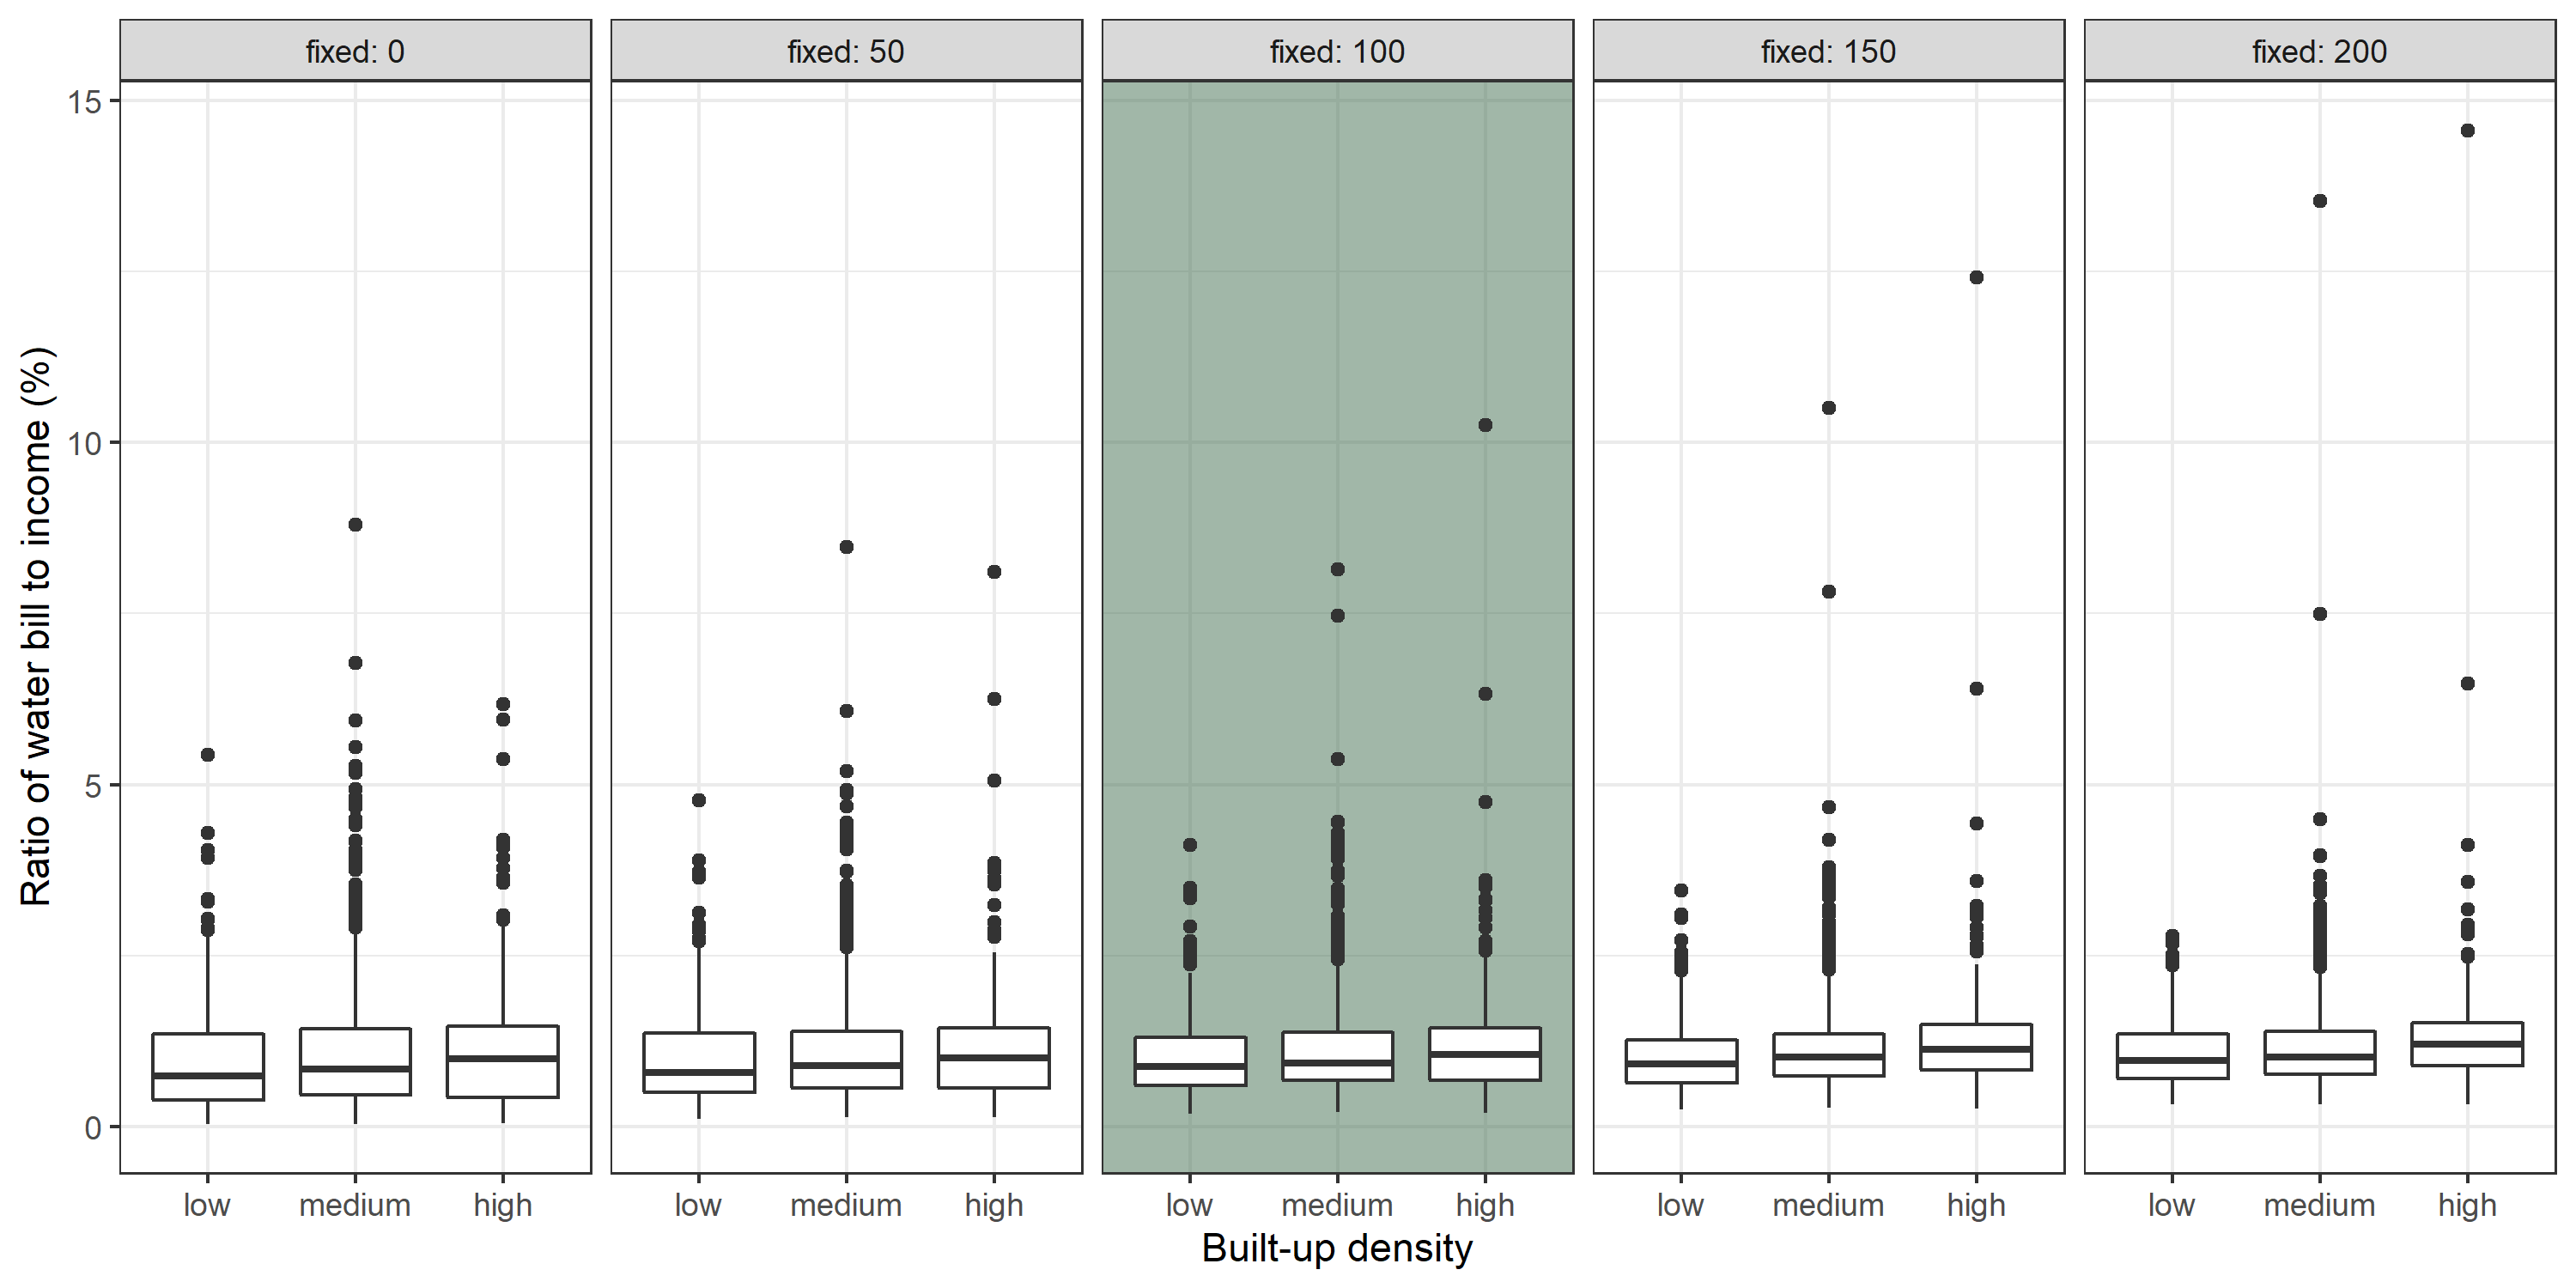 fixed: 0
fixed: 50
fixed: 100
fixed: 150
fixed: 200
Ratio of water bill to income (%)
15
10
5
0
low medium high
low medium high
low medium high
low medium high
low medium high
Built-up density